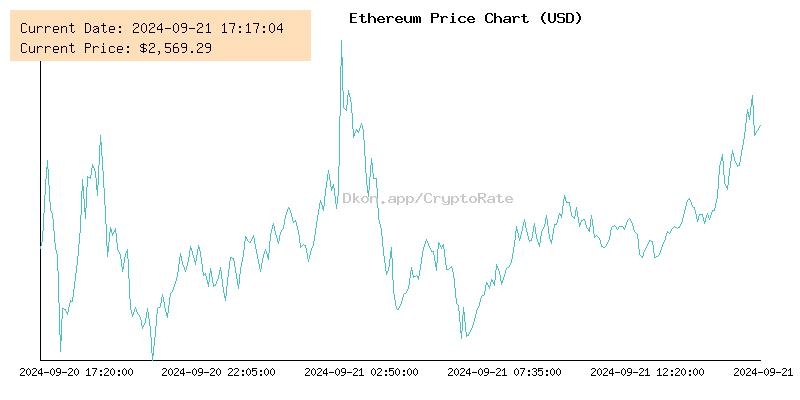 Ethereum Price Chart (USD)
Current Date: 2024-09-21 17:17:04
Current Price: $2,569.29
Dkon.app/CryptoRate
2024-09-20 17:20:00
2024-09-20 22:05:00
2024-09-21 02:50:00
2024-09-21 07:35:00
2024-09-21 12:20:00
2024-09-21